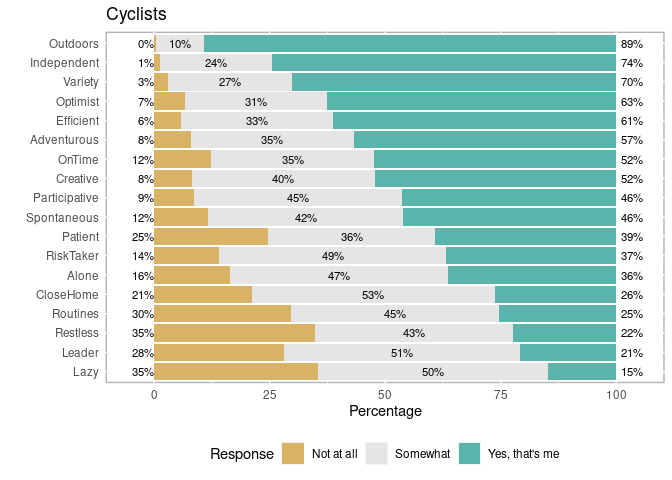 Cyclists
Outdoors 0% 10% 89%
Independent 1% 24% 74%
Variety 3% 27% 70%
Optimist 7% 31% 63%
Efficient 6% 33% 61%
Adventurous 8% 35% 57%
OnTime 12% 35% 52%
Creative 8% 40% 52%
Participative 9% 45% 46%
Spontaneous 12% 42% 46%
Patient 25% 36% 39%
RiskTaker 14% 49% 37%
Alone 16% 47% 36%
CloseHome 21% 53% 26%
Routines 30% 45% 25%
Restless 35% 43% 22%
Leader 28% 51% 21%
Lazy 35% 50% 15%
0 25 50 75 100
Percentage
Response Not at all Somewhat Yes, that's me